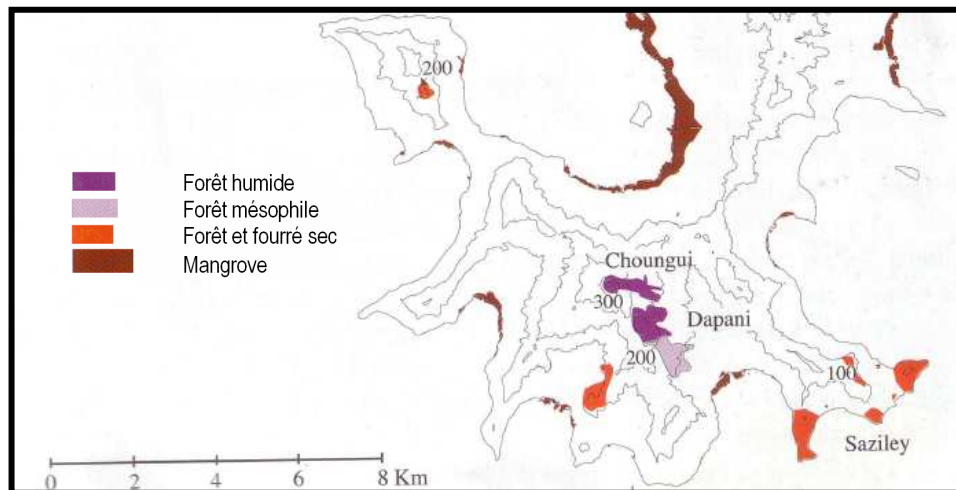 200
Forêt humide
Forêt mésophile
Forêt et fourré sec
Mangrove
Choungui
300
Dapani
200
100
Saziley
0 2 4 6 8 Km